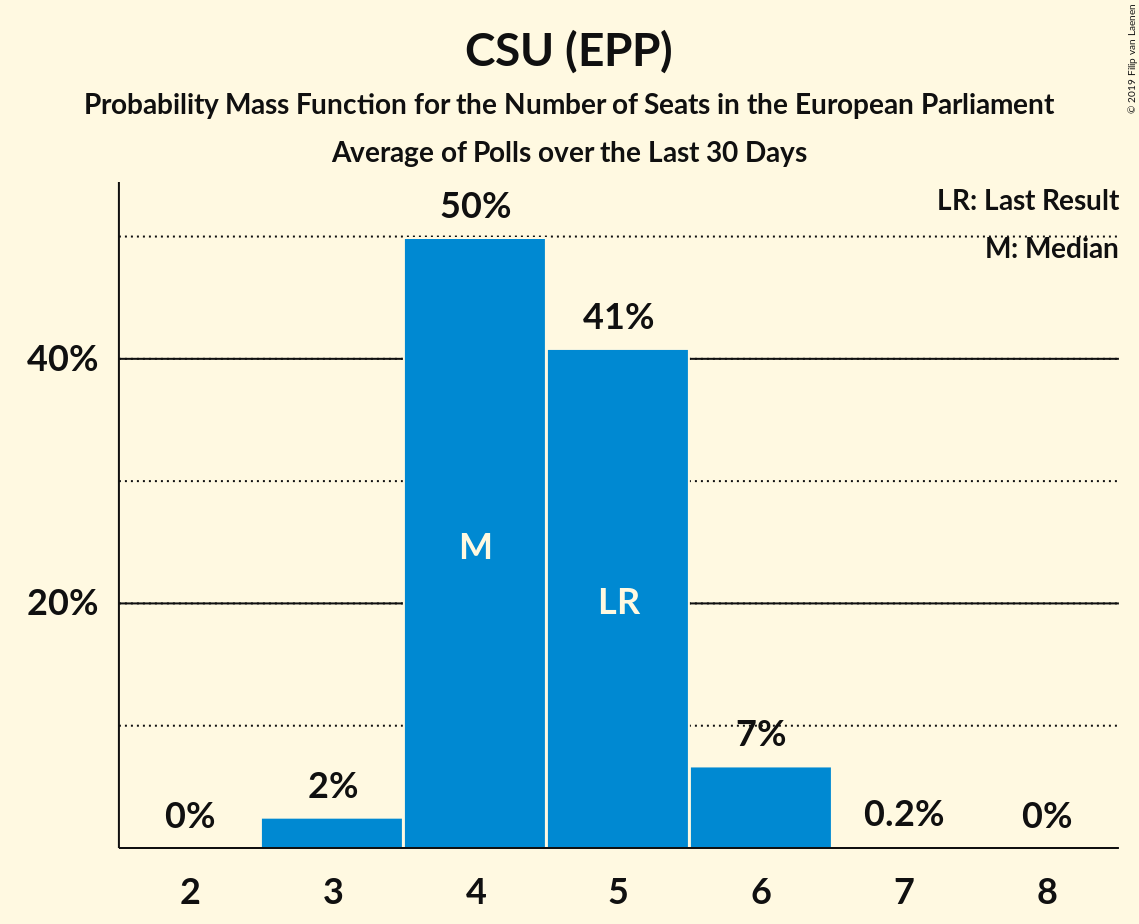 CSU (EPP)
Probability Mass Function for the Number of Seats in the European Parliament
Average of Polls over the Last 30 Days
© 2019 Filip van Laenen
LR: Last Result
M: Median
50%
41%
40%
M
LR
20%
7%
2%
0%
0.2%
0%
2 3 4 5 6 7 8